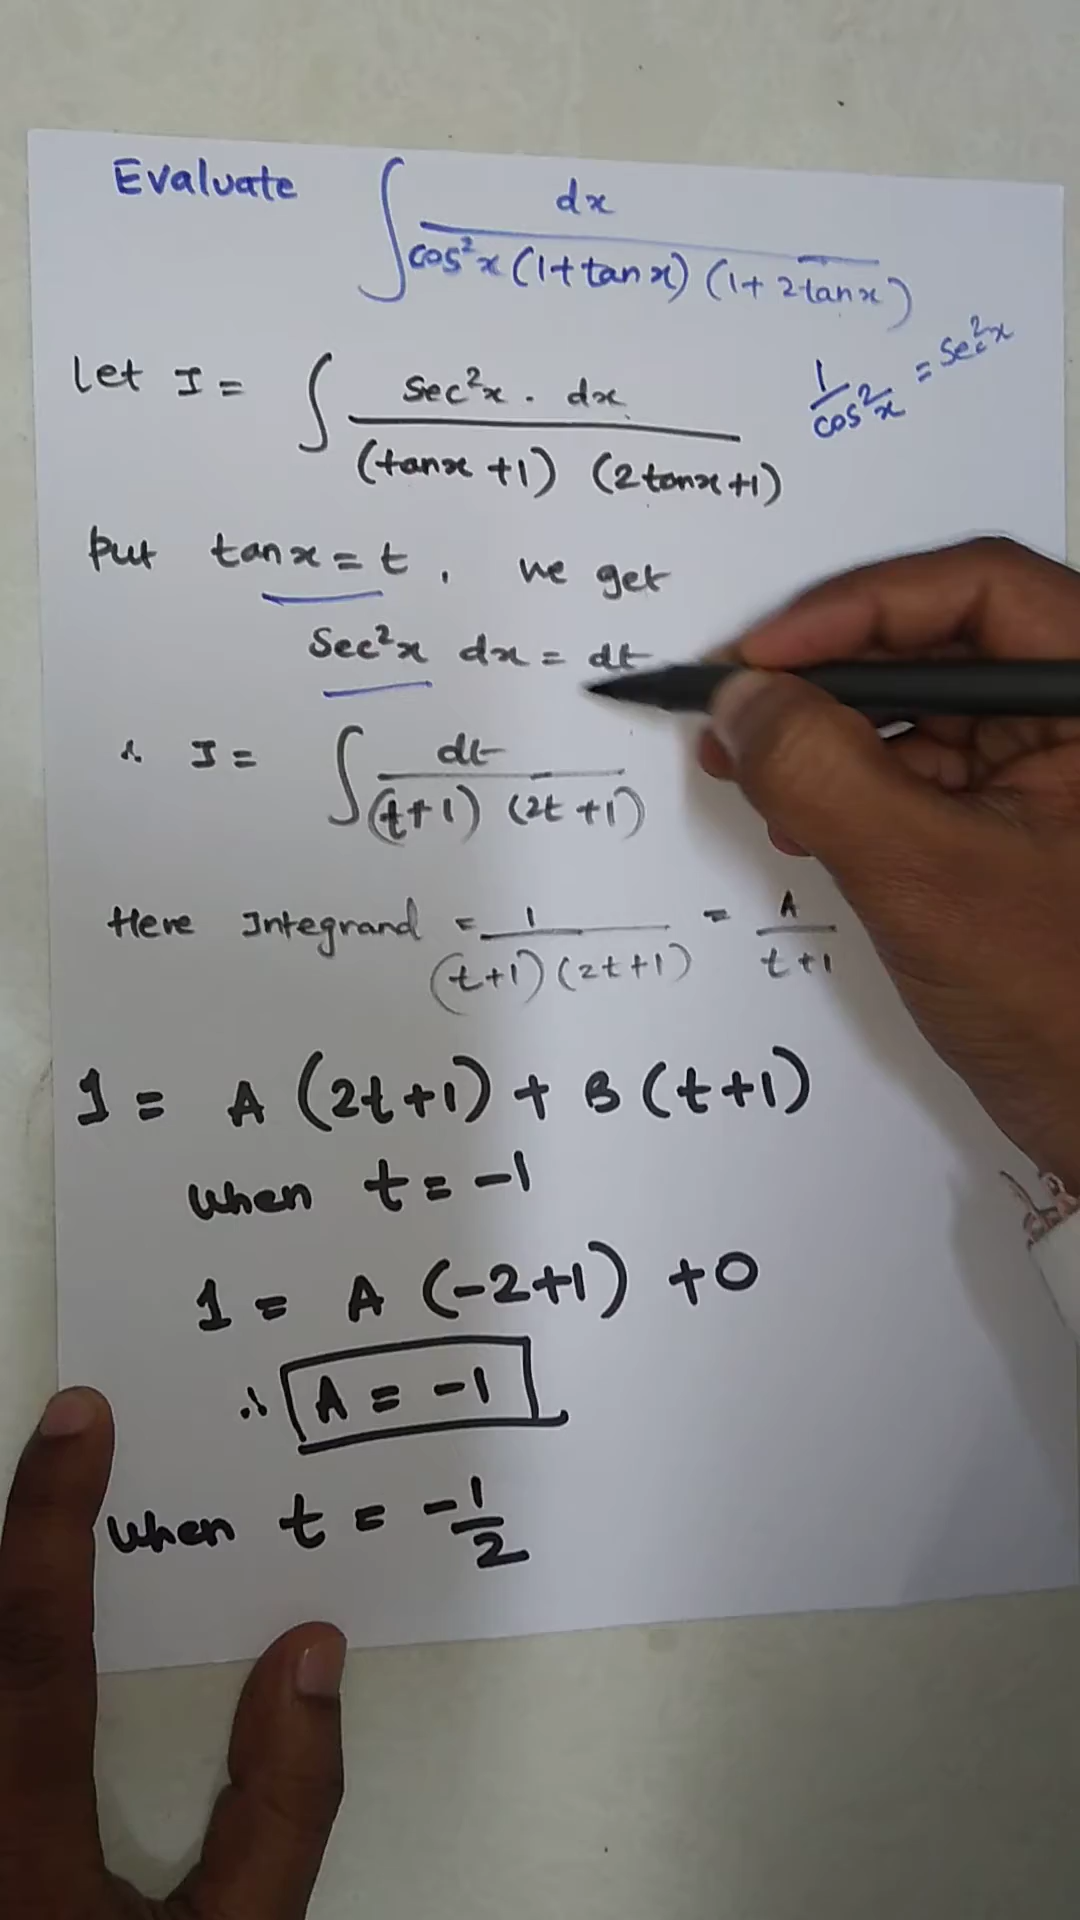 Evaluate ∫ dx / cos²x (1+tanx) (1+2tanx)
Let I = ∫ sec²x . dx / (tanx +1) (2tanx+1)
1/cos²x = sec²x
Put tanx = t , we get
sec²x dx = dt
∴ I = ∫ dt / (t+1) (2t+1)
Here Integrand = 1 / (t+1) (2t+1) = A / t+1
1 = A (2t+1) + B (t+1)
when t = -1
1 = A (-2+1) +0
∴ A = -1
when t = -1/2